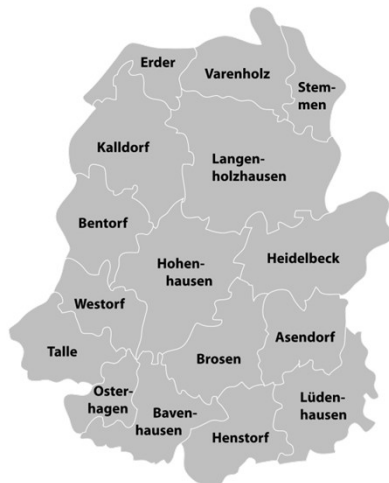 Erder
Varenholz
Stem-
men
Kalldorf
Langen-
holzhausen
Bentorf
Hohen-
hausen
Heidelbeck
Westorf
Talle
Brosen
Asendorf
Oster-
hagen
Baven-
hausen
Lüden-
hausen
Henstorf